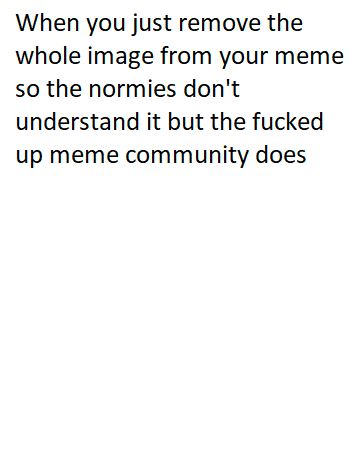 When you just remove the
whole image from your meme
so the normies don't
understand it but the fucked
up meme community does